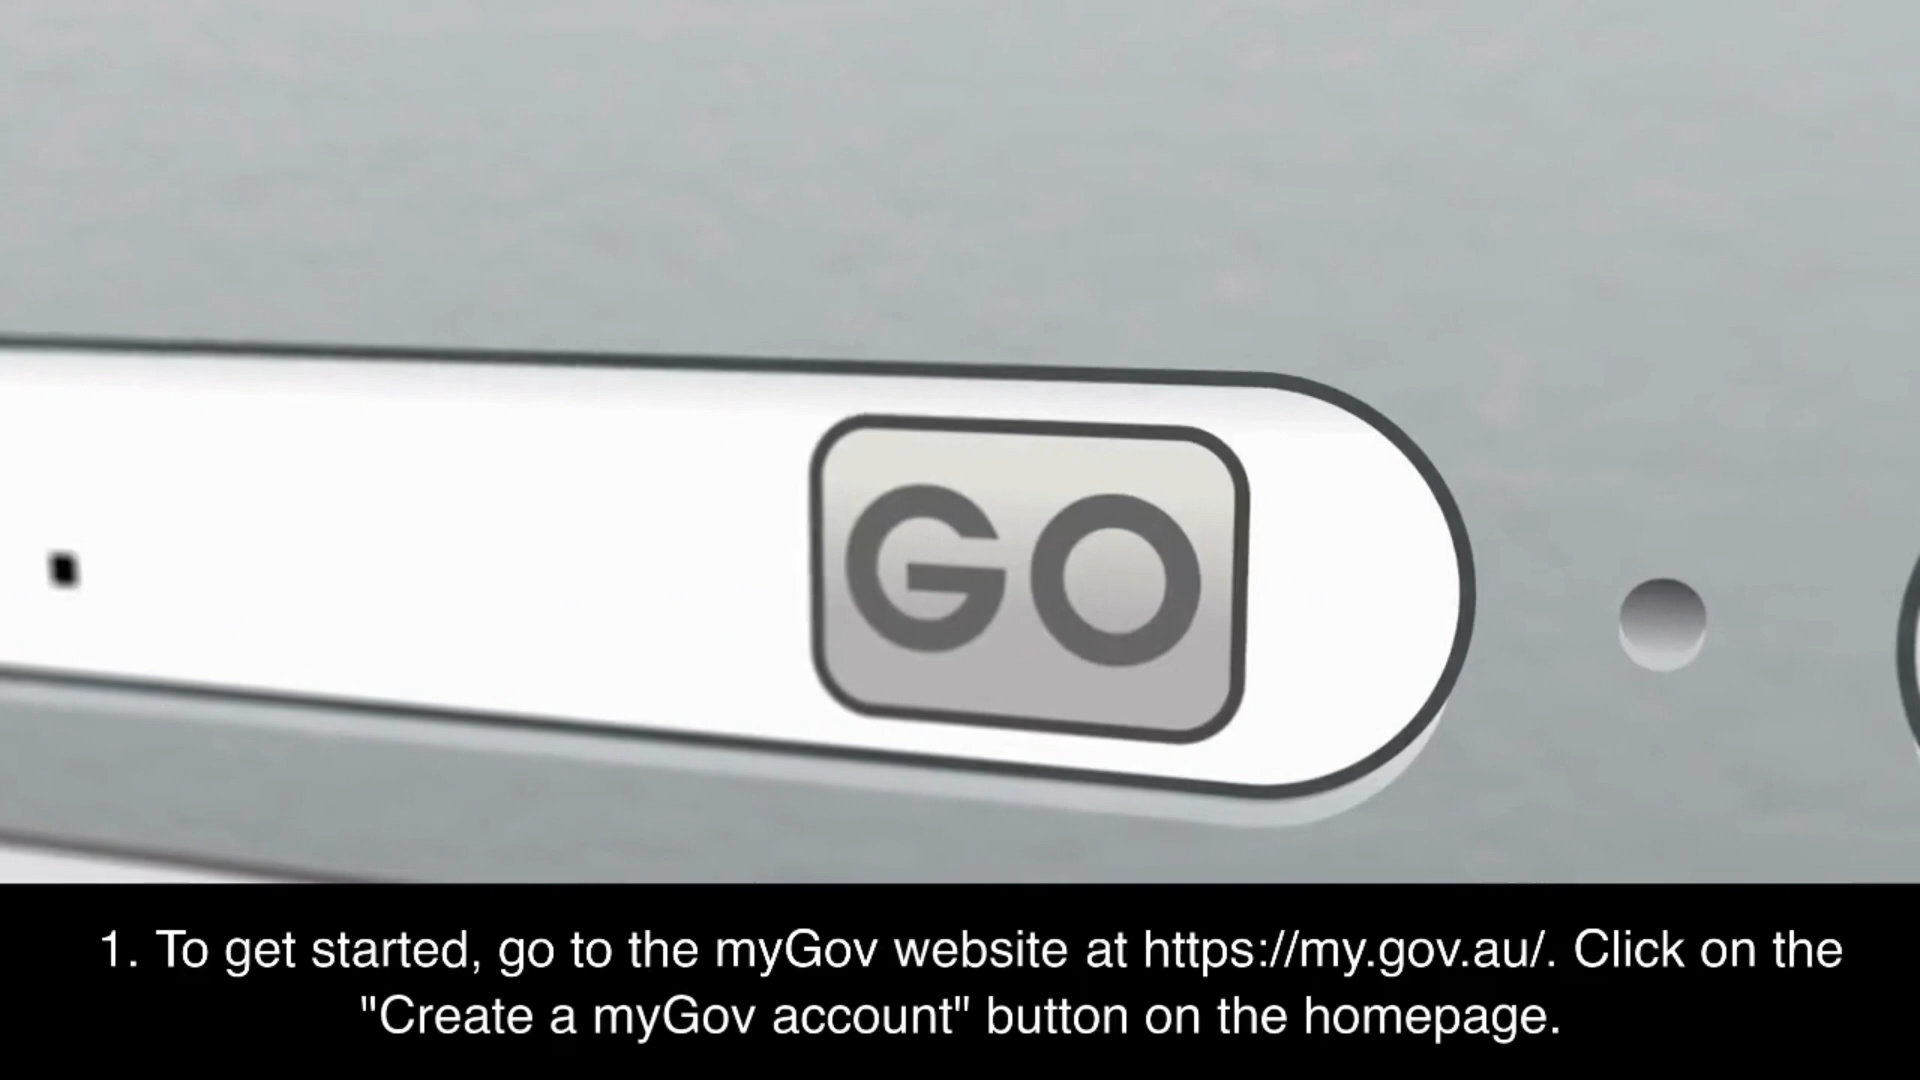 GO
1. To get started, go to the myGov website at https://my.gov.au/. Click on the
"Create a myGov account" button on the homepage.